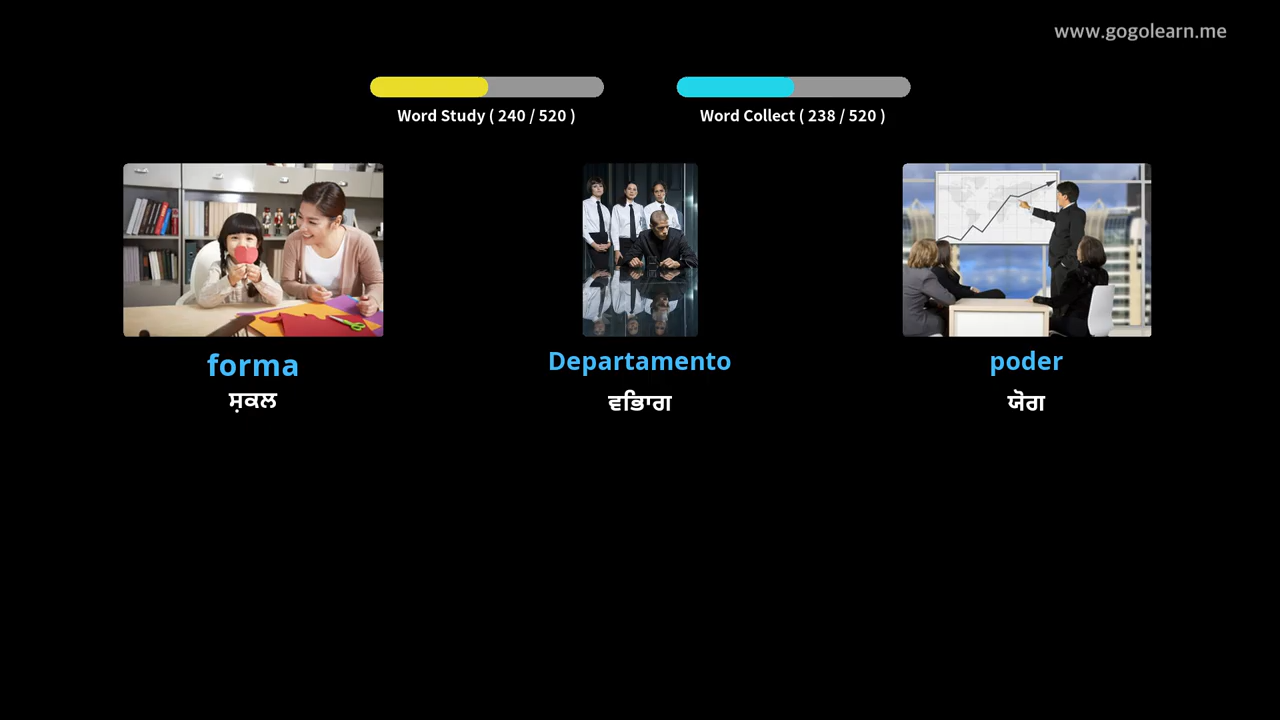 www.gogolearn.me
Word Study ( 240 / 520 )
Word Collect ( 238 / 520 )
forma
ਸ਼ਕਲ
Departamento
ਵਿਭਾਗ
poder
ਯੋਗ